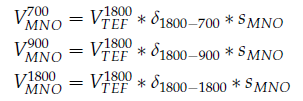 V^{700}_{MNO} = V^{1800}_{TEF} * δ_{1800−700} * s_{MNO}
V^{900}_{MNO} = V^{1800}_{TEF} * δ_{1800−900} * s_{MNO}
V^{1800}_{MNO} = V^{1800}_{TEF} * δ_{1800−1800} * s_{MNO}